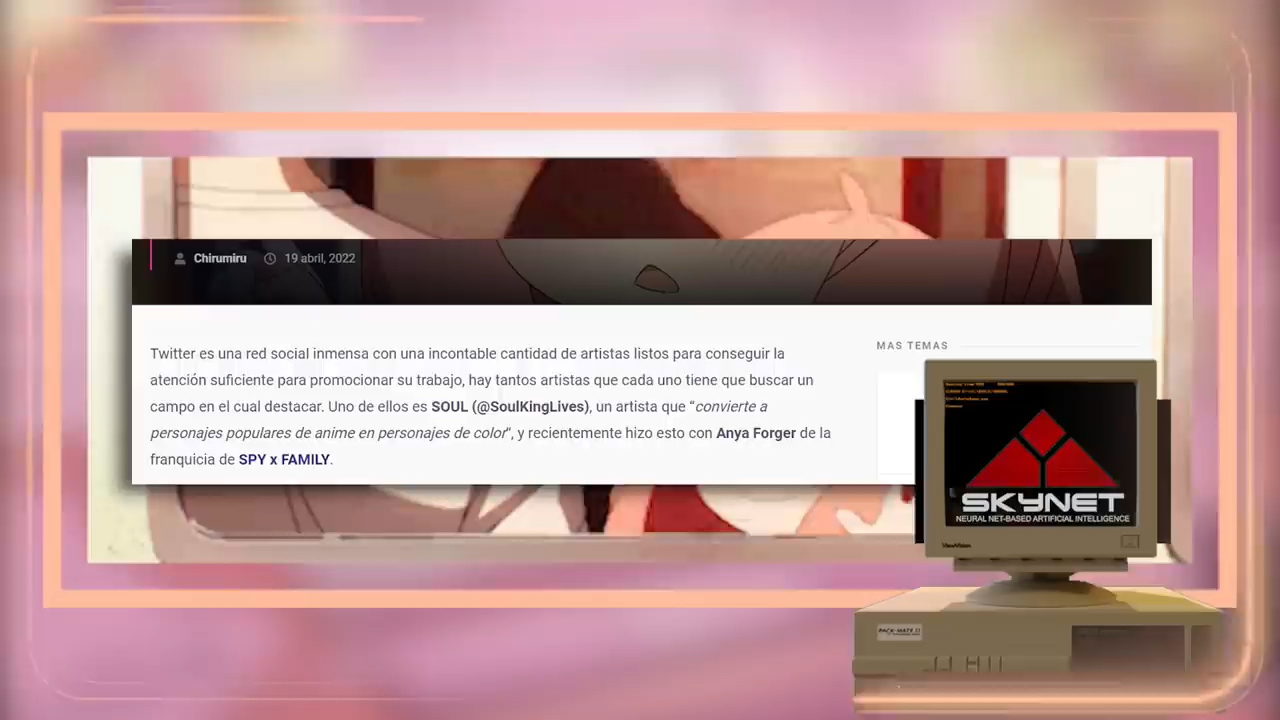 Chirumiru 19 abril, 2022
Twitter es una red social inmensa con una incontable cantidad de artistas listos para conseguir la
atención suficiente para promocionar su trabajo, hay tantos artistas que cada uno tiene que buscar un
campo en el cual destacar. Uno de ellos es SOUL (@SoulKingLives), un artista que “convierte a
personajes populares de anime en personajes de color“, y recientemente hizo esto con Anya Forger de la
franquicia de SPY x FAMILY.
MAS TEMAS
SKYNET
NEURAL NET-BASED ARTIFICIAL INTELLIGENCE
ViewVision